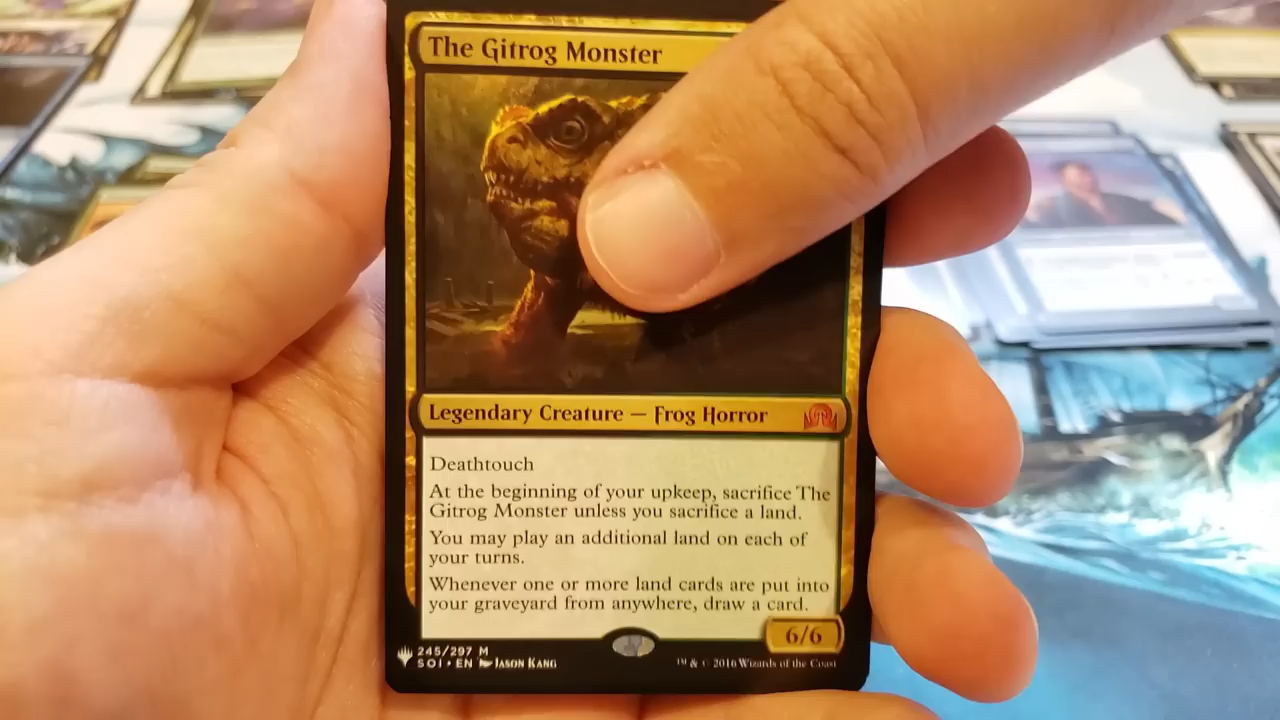 The Gitrog Monster
Legendary Creature — Frog Horror
Deathtouch
At the beginning of your upkeep, sacrifice The
Gitrog Monster unless you sacrifice a land.
You may play an additional land on each of
your turns.
Whenever one or more land cards are put into
your graveyard from anywhere, draw a card.
6/6
245/297 M
SOI • EN Jason Kang
™ & © 2016 Wizards of the Coast